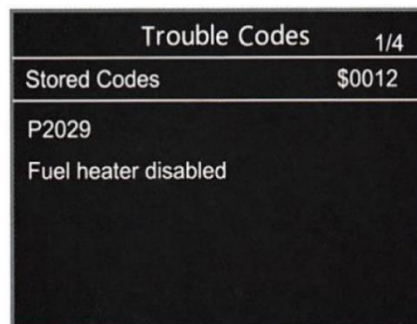 Trouble Codes 1/4
Stored Codes $0012
P2029
Fuel heater disabled